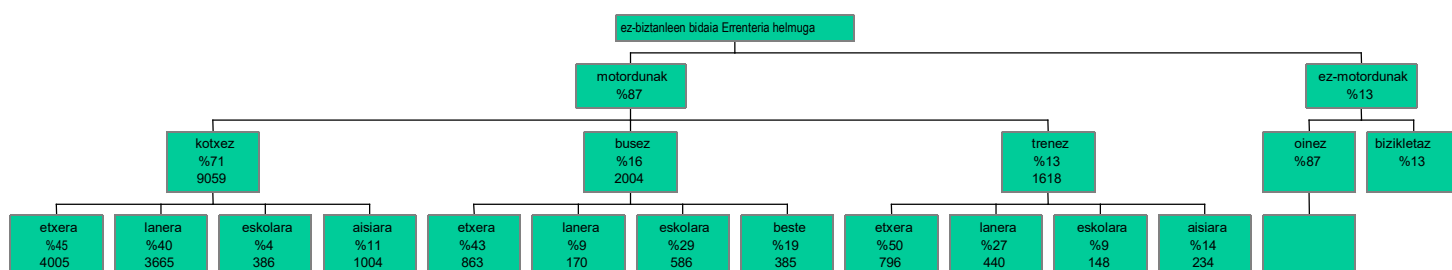 ez-biztanleen bidaia Errenteria helmuga
motordunak
%87
ez-motordunak
%13
kotxez
%71
9059
busez
%16
2004
trenez
%13
1618
oinez
%87
bizikletaz
%13
etxera
%45
4005
lanera
%40
3665
eskolara
%4
386
aisiara
%11
1004
etxera
%43
863
lanera
%9
170
eskolara
%29
586
beste
%19
385
etxera
%50
796
lanera
%27
440
eskolara
%9
148
aisiara
%14
234